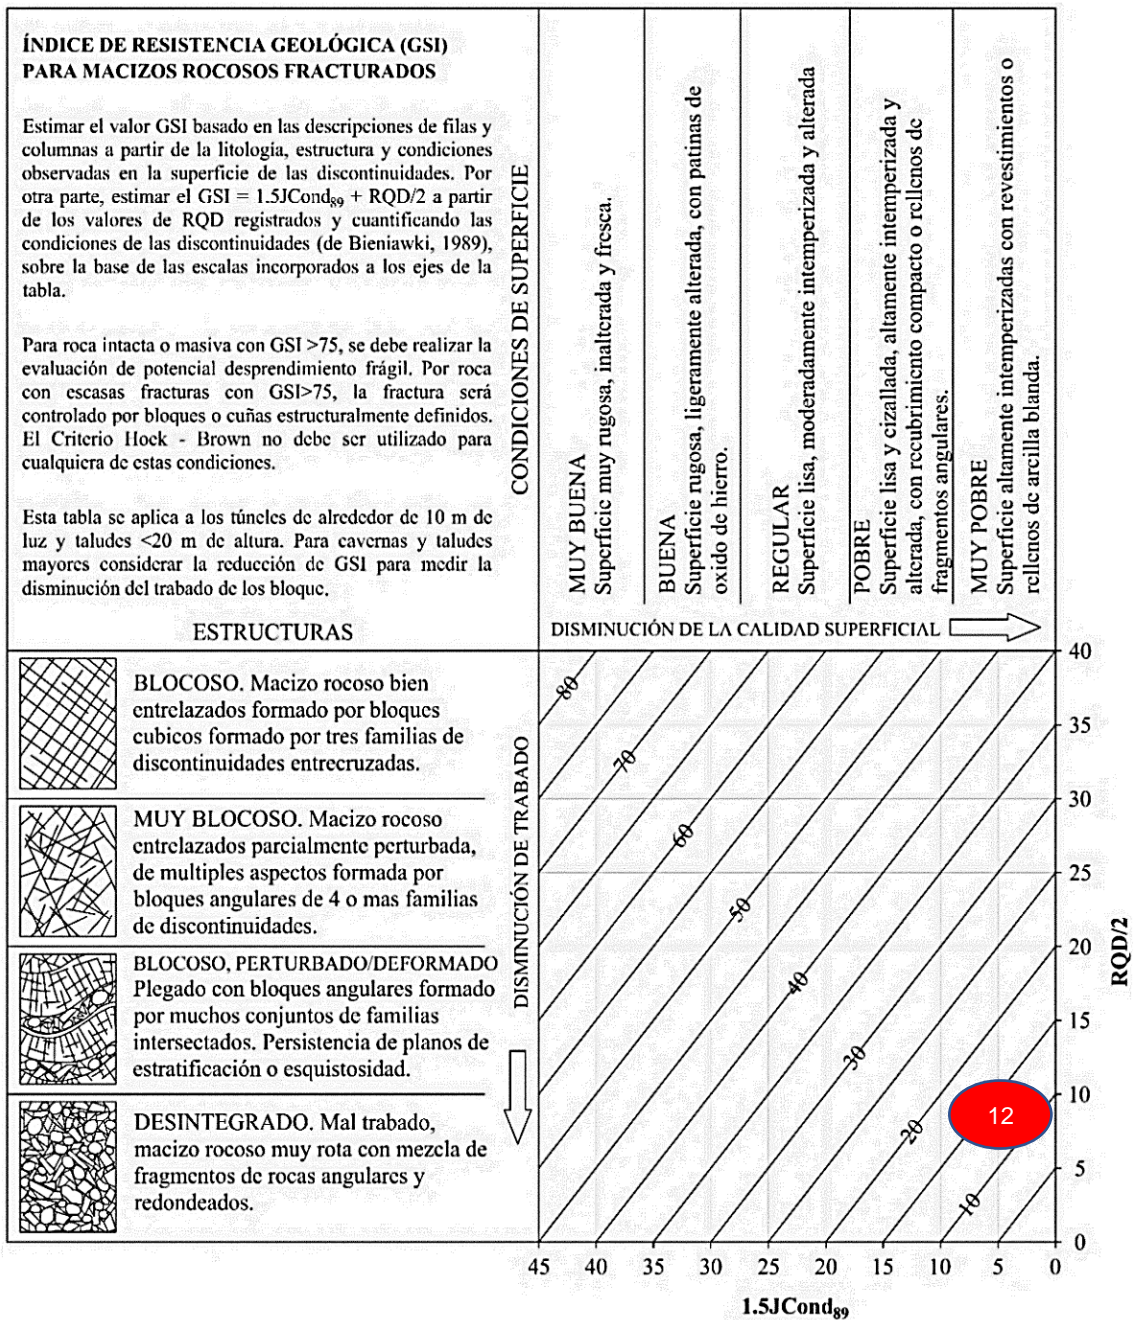 ÍNDICE DE RESISTENCIA GEOLÓGICA (GSI)
PARA MACIZOS ROCOSOS FRACTURADOS
Estimar el valor GSI basado en las descripciones de filas y
columnas a partir de la litología, estructura y condiciones
observadas en la superficie de las discontinuidades. Por
otra parte, estimar el GSI = 1.5JCond89 + RQD/2 a partir
de los valores de RQD registrados y cuantificando las
condiciones de las discontinuidades (de Bieniawki, 1989),
sobre la base de las escalas incorporados a los ejes de la
tabla.
Para roca intacta o masiva con GSI >75, se debe realizar la
evaluación de potencial desprendimiento frágil. Por roca
con escasas fracturas con GSI>75, la fractura será
controlado por bloques o cuñas estructuralmente definidos.
El Criterio Hock - Brown no debe ser utilizado para
cualquiera de estas condiciones.
Esta tabla se aplica a los túneles de alrededor de 10 m de
luz y taludes <20 m de altura. Para cavernas y taludes
mayores considerar la reducción de GSI para medir la
disminución del trabado de los bloque.
ESTRUCTURAS
CONDICIONES DE SUPERFICIE
MUY BUENA
Superficie muy rugosa, inalterada y fresca.
BUENA
Superficie rugosa, ligeramente alterada, con patinas de
oxido de hierro.
REGULAR
Superficie lisa, moderadamente intemperizada y alterada
POBRE
Superficie lisa y cizallada, altamente intemperizada y
alterada, con recubrimiento compacto o rellenos de
fragmentos angulares.
MUY POBRE
Superficie altamente intemperizadas con revestimientos o
rellenos de arcilla blanda.
DISMINUCIÓN DE LA CALIDAD SUPERFICIAL
BLOCOSO. Macizo rocoso bien
entrelazados formado por bloques
cubicos formado por tres familias de
discontinuidades entrecruzadas.
MUY BLOCOSO. Macizo rocoso
entrelazados parcialmente perturbada,
de multiples aspectos formada por
bloques angulares de 4 o mas familias
de discontinuidades.
BLOCOSO, PERTURBADO/DEFORMADO
Plegado con bloques angulares formado
por muchos conjuntos de familias
intersectados. Persistencia de planos de
estratificación o esquistosidad.
DESINTEGRADO. Mal trabado,
macizo rocoso muy rota con mezcla de
fragmentos de rocas angulares y
redondeados.
DISMINUCIÓN DE TRABADO
80
70
60
50
40
30
20
10
12
40
35
30
25
20
15
10
5
0
RQD/2
45 40 35 30 25 20 15 10 5 0
1.5JCond89